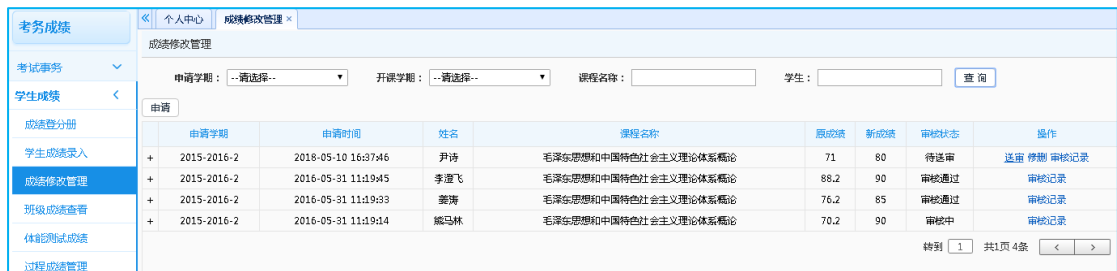 考务成绩
考试事务
学生成绩
成绩登分册
学生成绩录入
成绩修改管理
班级成绩查看
体能测试成绩
过程成绩管理
个人中心 成绩修改管理 ×
成绩修改管理
申请学期： --请选择-- 开课学期： --请选择-- 课程名称： 学生： 查 询
申请
申请学期 申请时间 姓名 课程名称 原成绩 新成绩 审核状态 操作
+ 2015-2016-2 2018-05-10 16:37:46 尹诗 毛泽东思想和中国特色社会主义理论体系概论 71 80 待送审 送审 修删 审核记录
+ 2015-2016-2 2016-05-31 11:19:45 李澄飞 毛泽东思想和中国特色社会主义理论体系概论 88.2 90 审核通过 审核记录
+ 2015-2016-2 2016-05-31 11:19:33 姜涛 毛泽东思想和中国特色社会主义理论体系概论 76.2 85 审核通过 审核记录
+ 2015-2016-2 2016-05-31 11:19:14 熊马林 毛泽东思想和中国特色社会主义理论体系概论 70.2 90 审核中 审核记录
转到 1 共1页 4条 < >